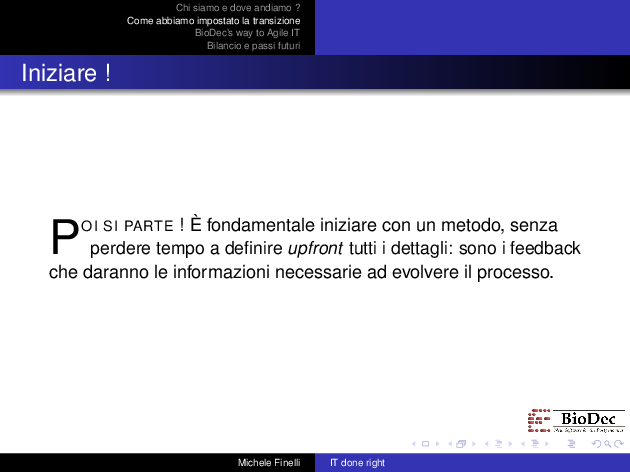 Chi siamo e dove andiamo ?
Come abbiamo impostato la transizione
BioDec's way to Agile IT
Bilancio e passi futuri
Iniziare !
POI SI PARTE ! È fondamentale iniziare con un metodo, senza
perdere tempo a definire upfront tutti i dettagli: sono i feedback
che daranno le informazioni necessarie ad evolvere il processo.
BioDec
Michele Finelli
IT done right